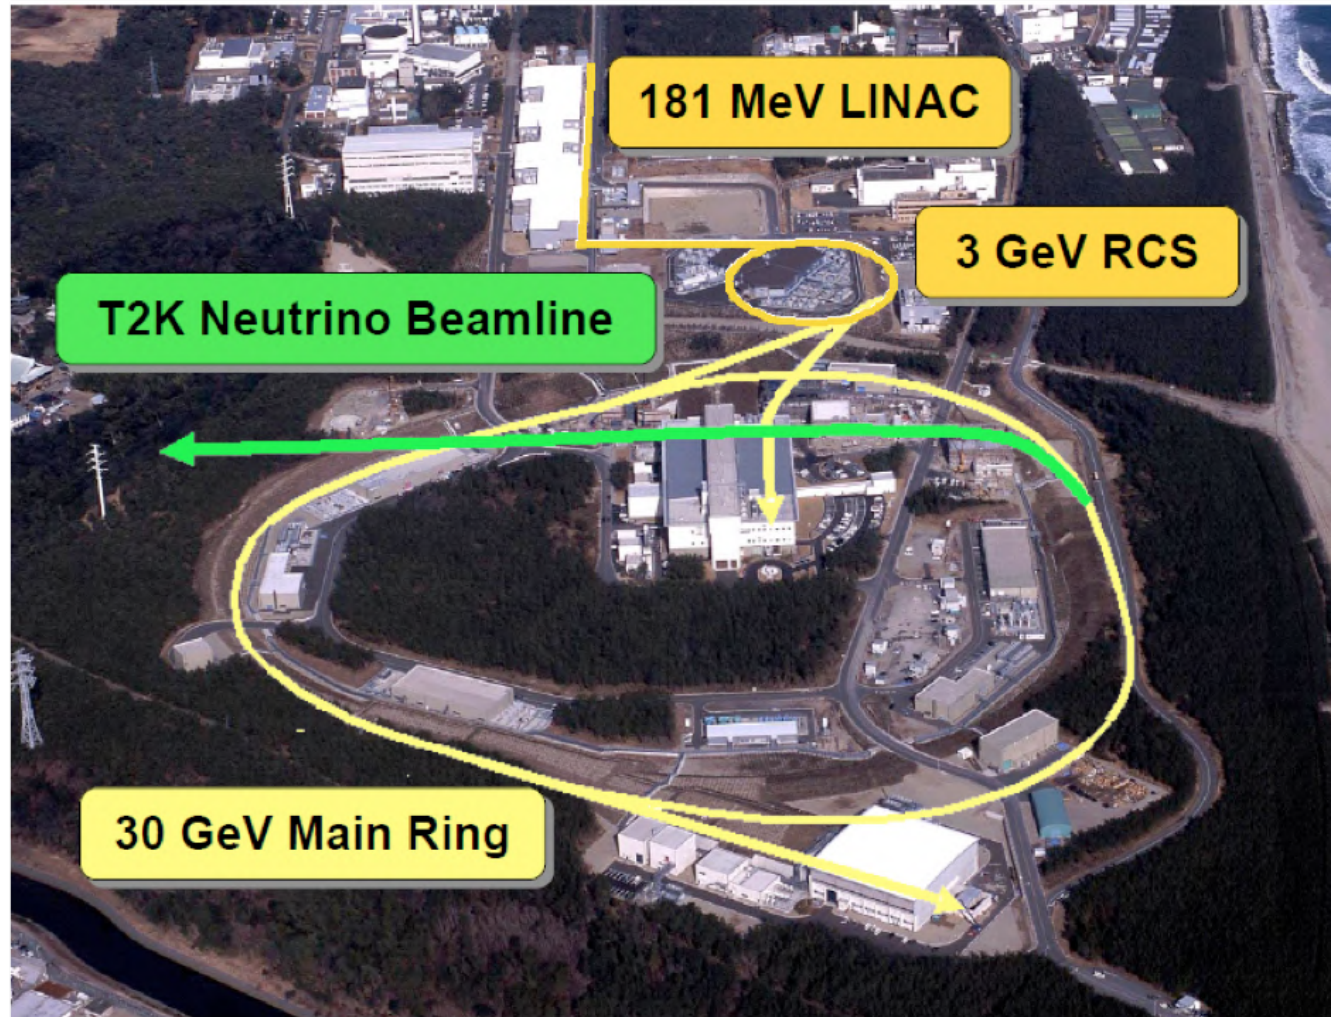 181 MeV LINAC
3 GeV RCS
T2K Neutrino Beamline
30 GeV Main Ring